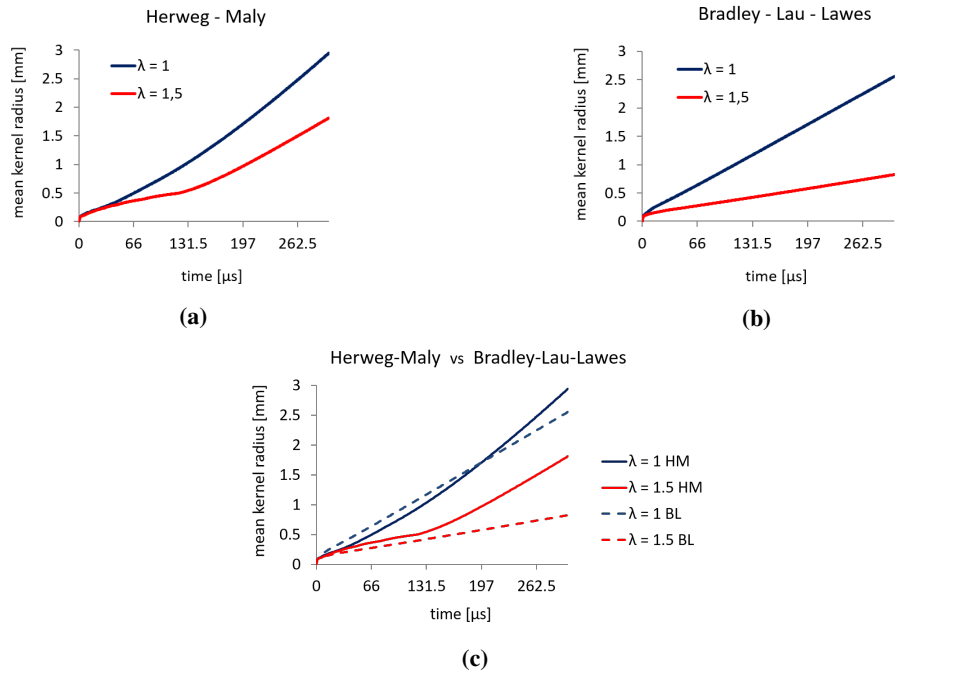 Herweg - Maly
mean kernel radius [mm]
3
2.5
2
1.5
1
0.5
0
λ = 1
λ = 1,5
0 66 131.5 197 262.5
time [µs]
(a)
Bradley - Lau - Lawes
mean kernel radius [mm]
3
2.5
2
1.5
1
0.5
0
λ = 1
λ = 1,5
0 66 131.5 197 262.5
time [µs]
(b)
Herweg-Maly vs Bradley-Lau-Lawes
mean kernel radius [mm]
3
2.5
2
1.5
1
0.5
0
0 66 131.5 197 262.5
time [µs]
λ = 1 HM
λ = 1.5 HM
λ = 1 BL
λ = 1.5 BL
(c)